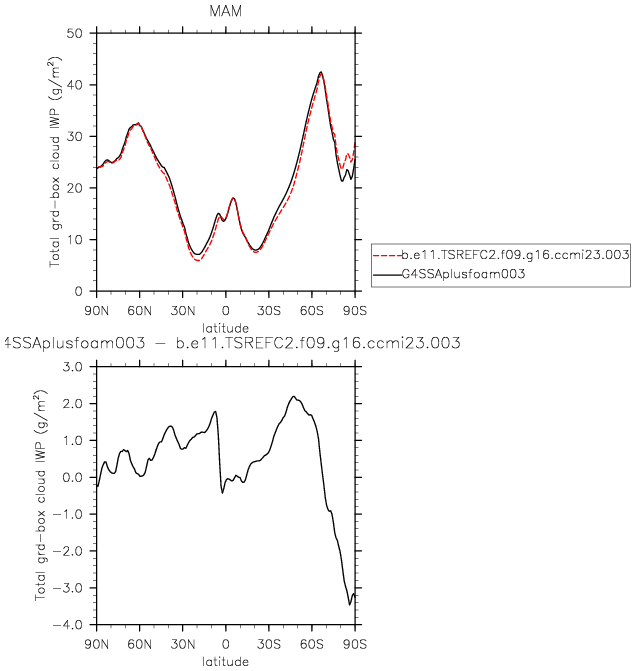 MAM
Total grd-box cloud IWP (g/m²)
50
40
30
20
10
0
90N 60N 30N 0 30S 60S 90S
latitude
b.e11.TSREFC2.f09.g16.ccmi23.003
G4SSAplusfoam003
4SSAplusfoam003 - b.e11.TSREFC2.f09.g16.ccmi23.003
Total grd-box cloud IWP (g/m²)
3.0
2.0
1.0
0.0
-1.0
-2.0
-3.0
-4.0
90N 60N 30N 0 30S 60S 90S
latitude